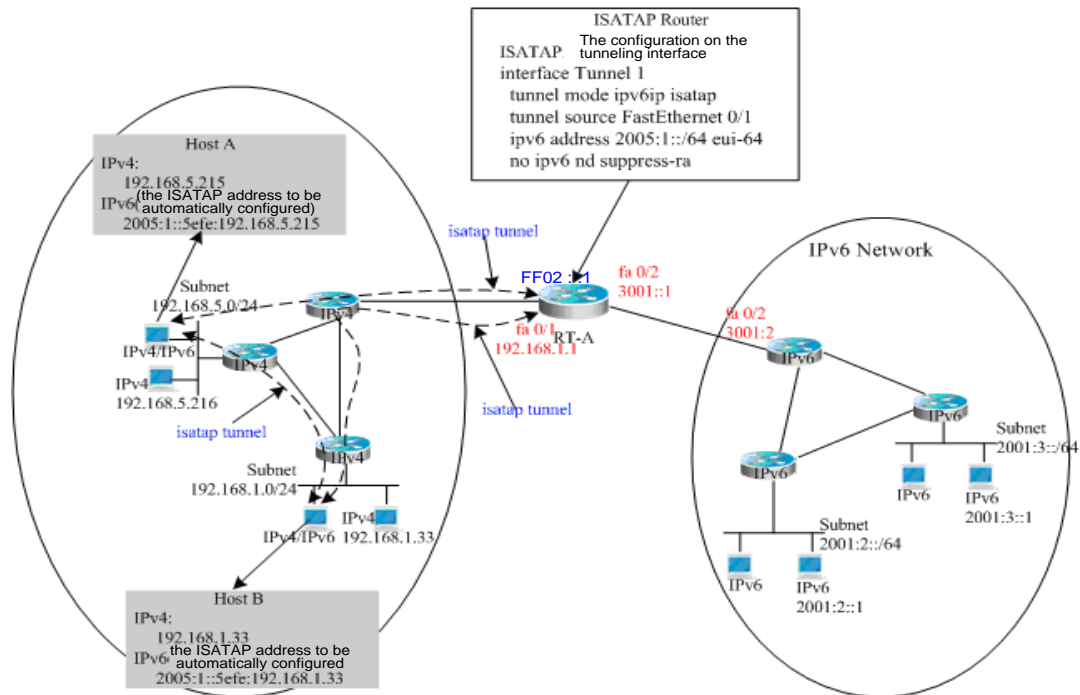 ISATAP Router
ISATAP The configuration on the
tunneling interface
interface Tunnel 1
tunnel mode ipv6ip isatap
tunnel source FastEthernet 0/1
ipv6 address 2005:1::/64 eui-64
no ipv6 nd suppress-ra
Host A
IPv4:
192.168.5.215
IPv6( (the ISATAP address to be
automatically configured)
2005:1::5efe:192.168.5.215
isatap tunnel
FF02 ::1
fa 0/2
3001::1
IPv6 Network
Subnet
192.168.5.0/24
IPv4
fa 0/1
192.168.1.1
RT-A
fa 0/2
3001:2
IPv6
IPv4/IPv6
IPv4
IPv4
192.168.5.216
isatap tunnel
isatap tunnel
IPv4
Subnet
192.168.1.0/24
IPv4/IPv6
IPv4
192.168.1.33
IPv6
Subnet
2001:3::/64
IPv6
IPv6
2001:3::1
IPv6
Subnet
2001:2::/64
IPv6
IPv6
2001:2::1
Host B
IPv4:
192.168.1.33
IPv6( the ISATAP address to be
automatically configured
2005:1::5efe:192.168.1.33